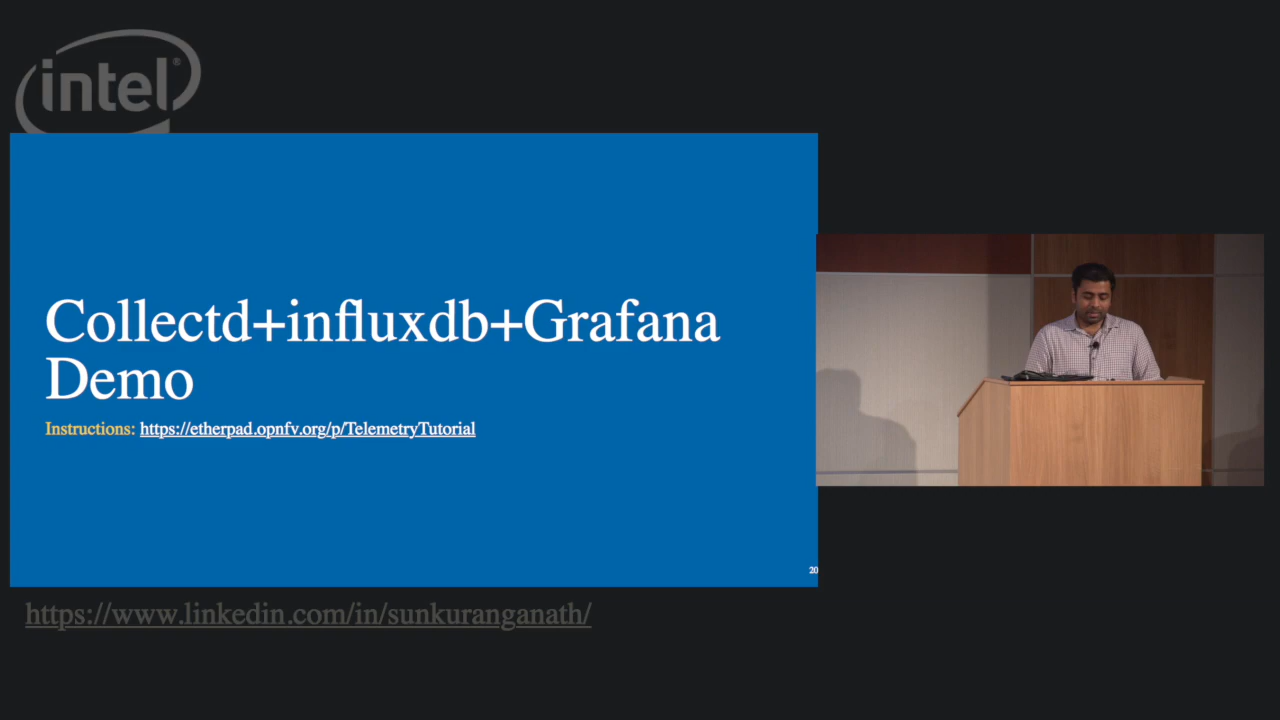 intel®
Collectd+influxdb+Grafana
Demo
Instructions: https://etherpad.opnfv.org/p/TelemetryTutorial
20
https://www.linkedin.com/in/sunkuranganath/